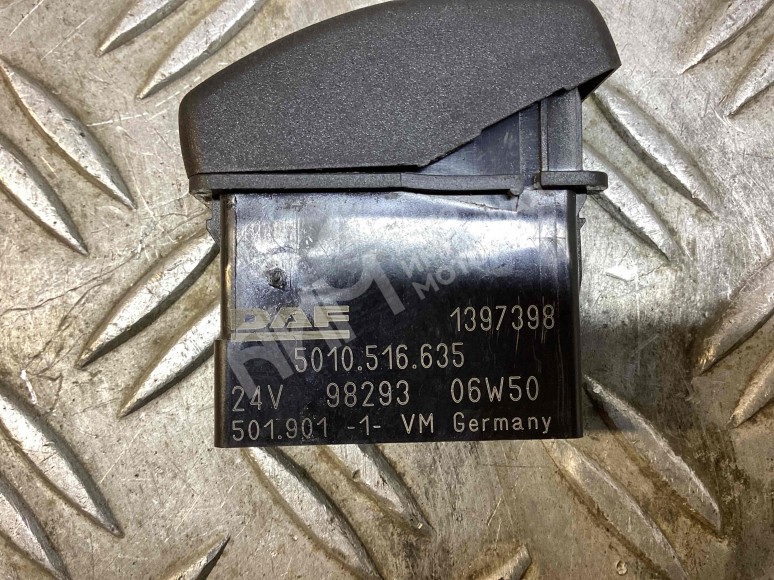 DAF 1397398
5010.516.635
24V 98293 06W50
501.901 -1- VM Germany